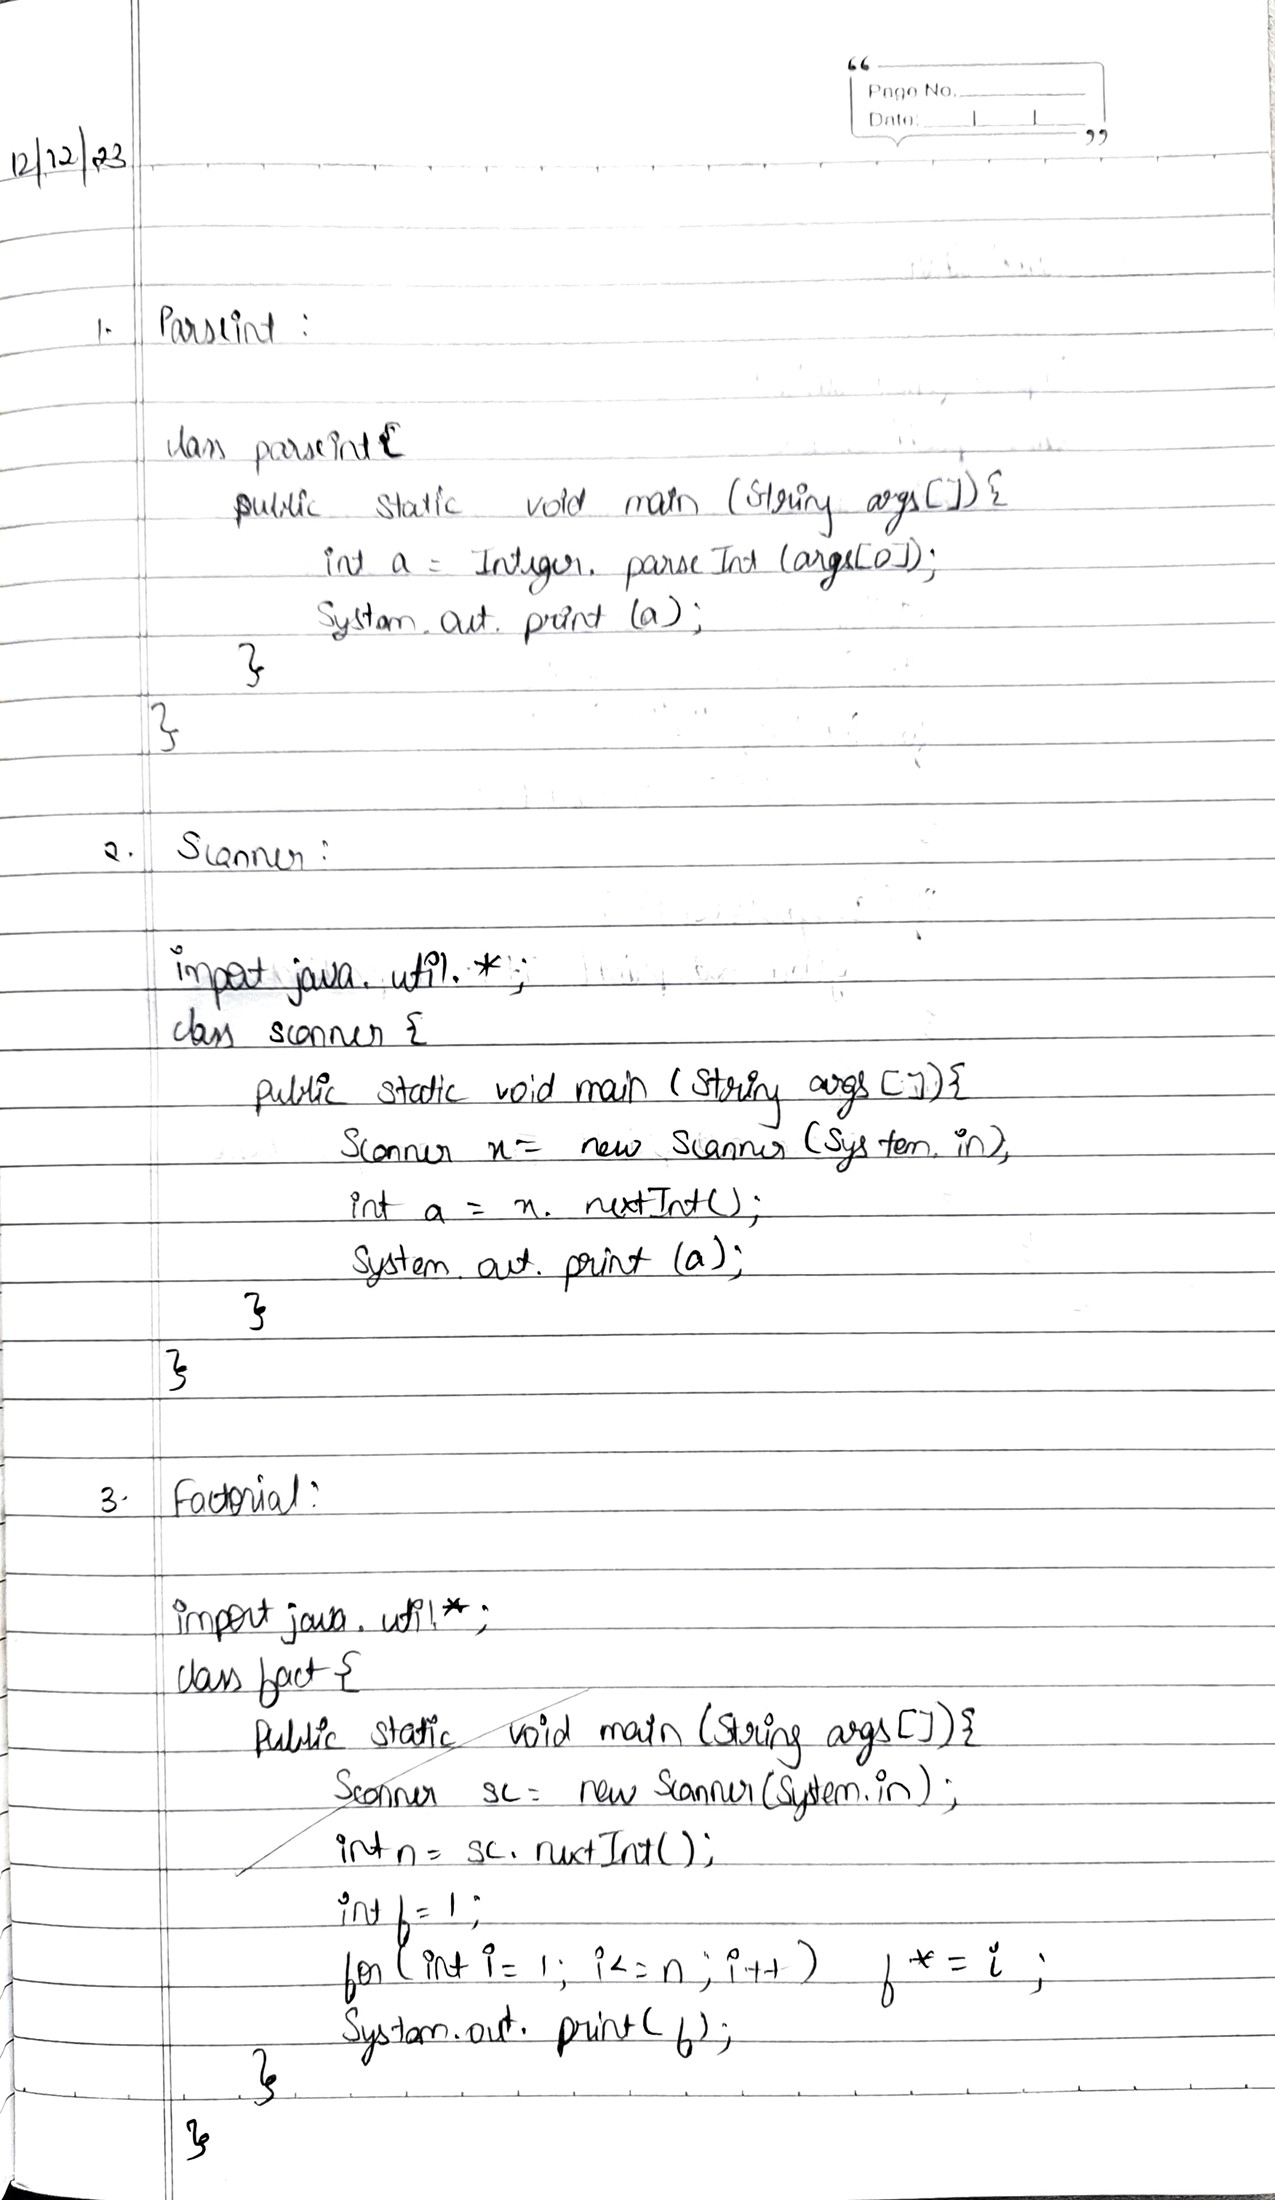 “
Page No.
Date:
”
12/12/23
1. Parseint :
class parseint {
public static void main (String args[]) {
int a = Integer. parseInt (args[0]);
System. out. print (a);
}
}
2. Scanner :
import java. util. *;
class scanner {
public static void main (String args []) {
Scanner x = new Scanner (System. in);
int a = x. nextInt();
System. out. print (a);
}
}
3. Factorial :
import java. util.*;
class fact {
Public static void main (String args []) {
Scanner sc = new Scanner (System.in);
int n = sc. nextInt();
int f = 1;
for (int i = 1; i <= n; i++) f *= i ;
System.out. print( f);
}
}